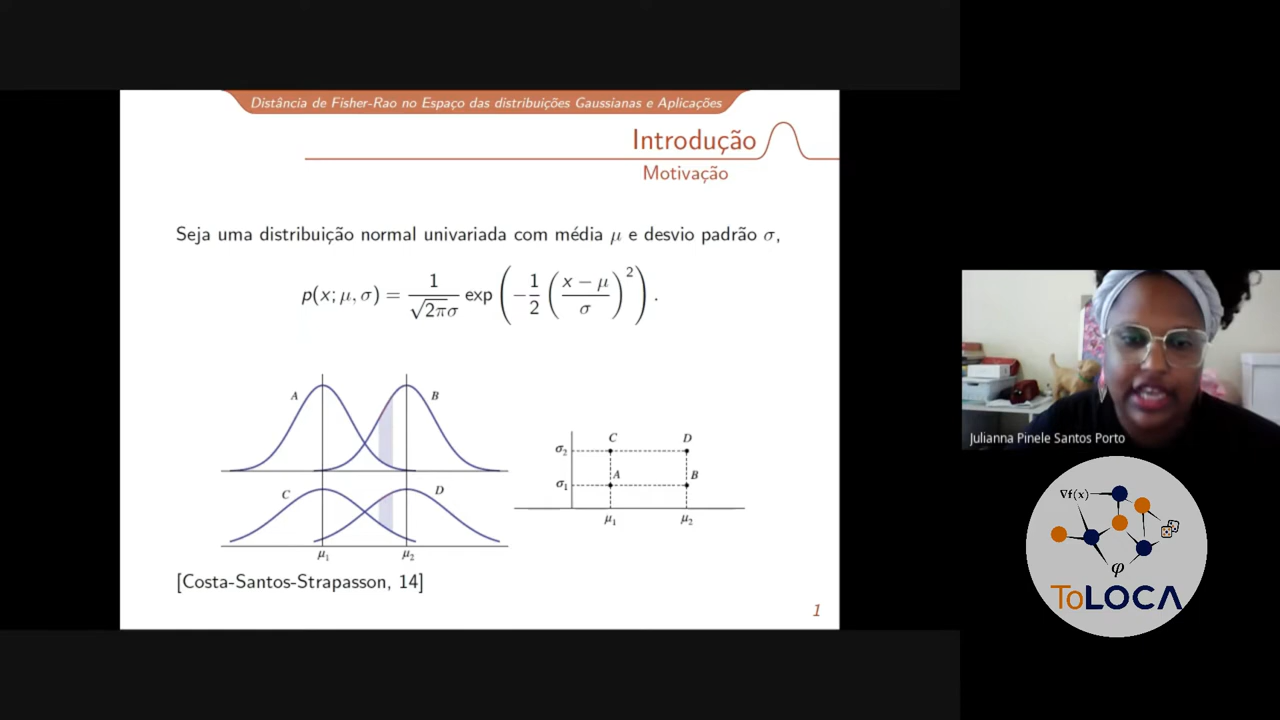 Distância de Fisher-Rao no Espaço das distribuições Gaussianas e Aplicações
Introdução
Motivação
Seja uma distribuição normal univariada com média μ e desvio padrão σ,
p(x; μ, σ) = 1/(√2πσ) exp(−1/2 ((x − μ)/σ)²).
A
B
C
D
μ₁
μ₂
σ₂
σ₁
C
D
A
B
μ₁
μ₂
[Costa-Santos-Strapasson, 14]
1
Julianna Pinele Santos Porto
∇f(x)
φ
ToLOCA